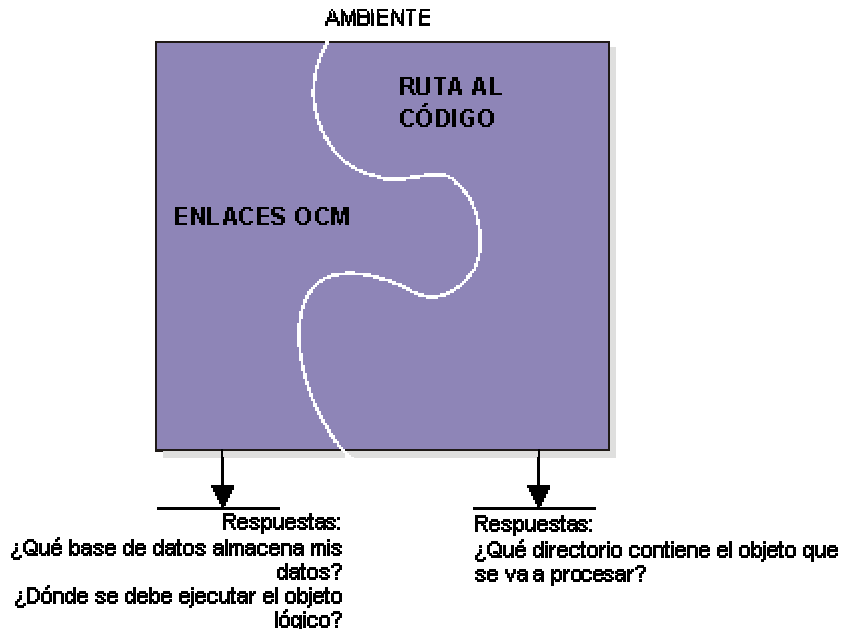 AMBIENTE
RUTA AL
CÓDIGO
ENLACES OCM
Respuestas:
¿Qué base de datos almacena mis
datos?
¿Dónde se debe ejecutar el objeto
lógico?
Respuestas:
¿Qué directorio contiene el objeto que
se va a procesar?